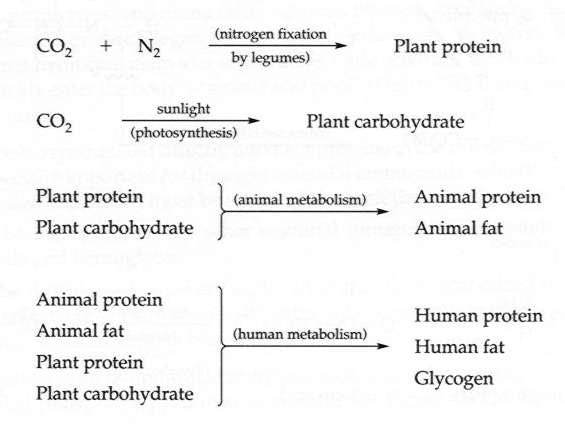 CO₂ + N₂ (nitrogen fixation by legumes) Plant protein
CO₂ sunlight (photosynthesis) Plant carbohydrate
Plant protein
Plant carbohydrate
(animal metabolism)
Animal protein
Animal fat
Animal protein
Animal fat
Plant protein
Plant carbohydrate
(human metabolism)
Human protein
Human fat
Glycogen